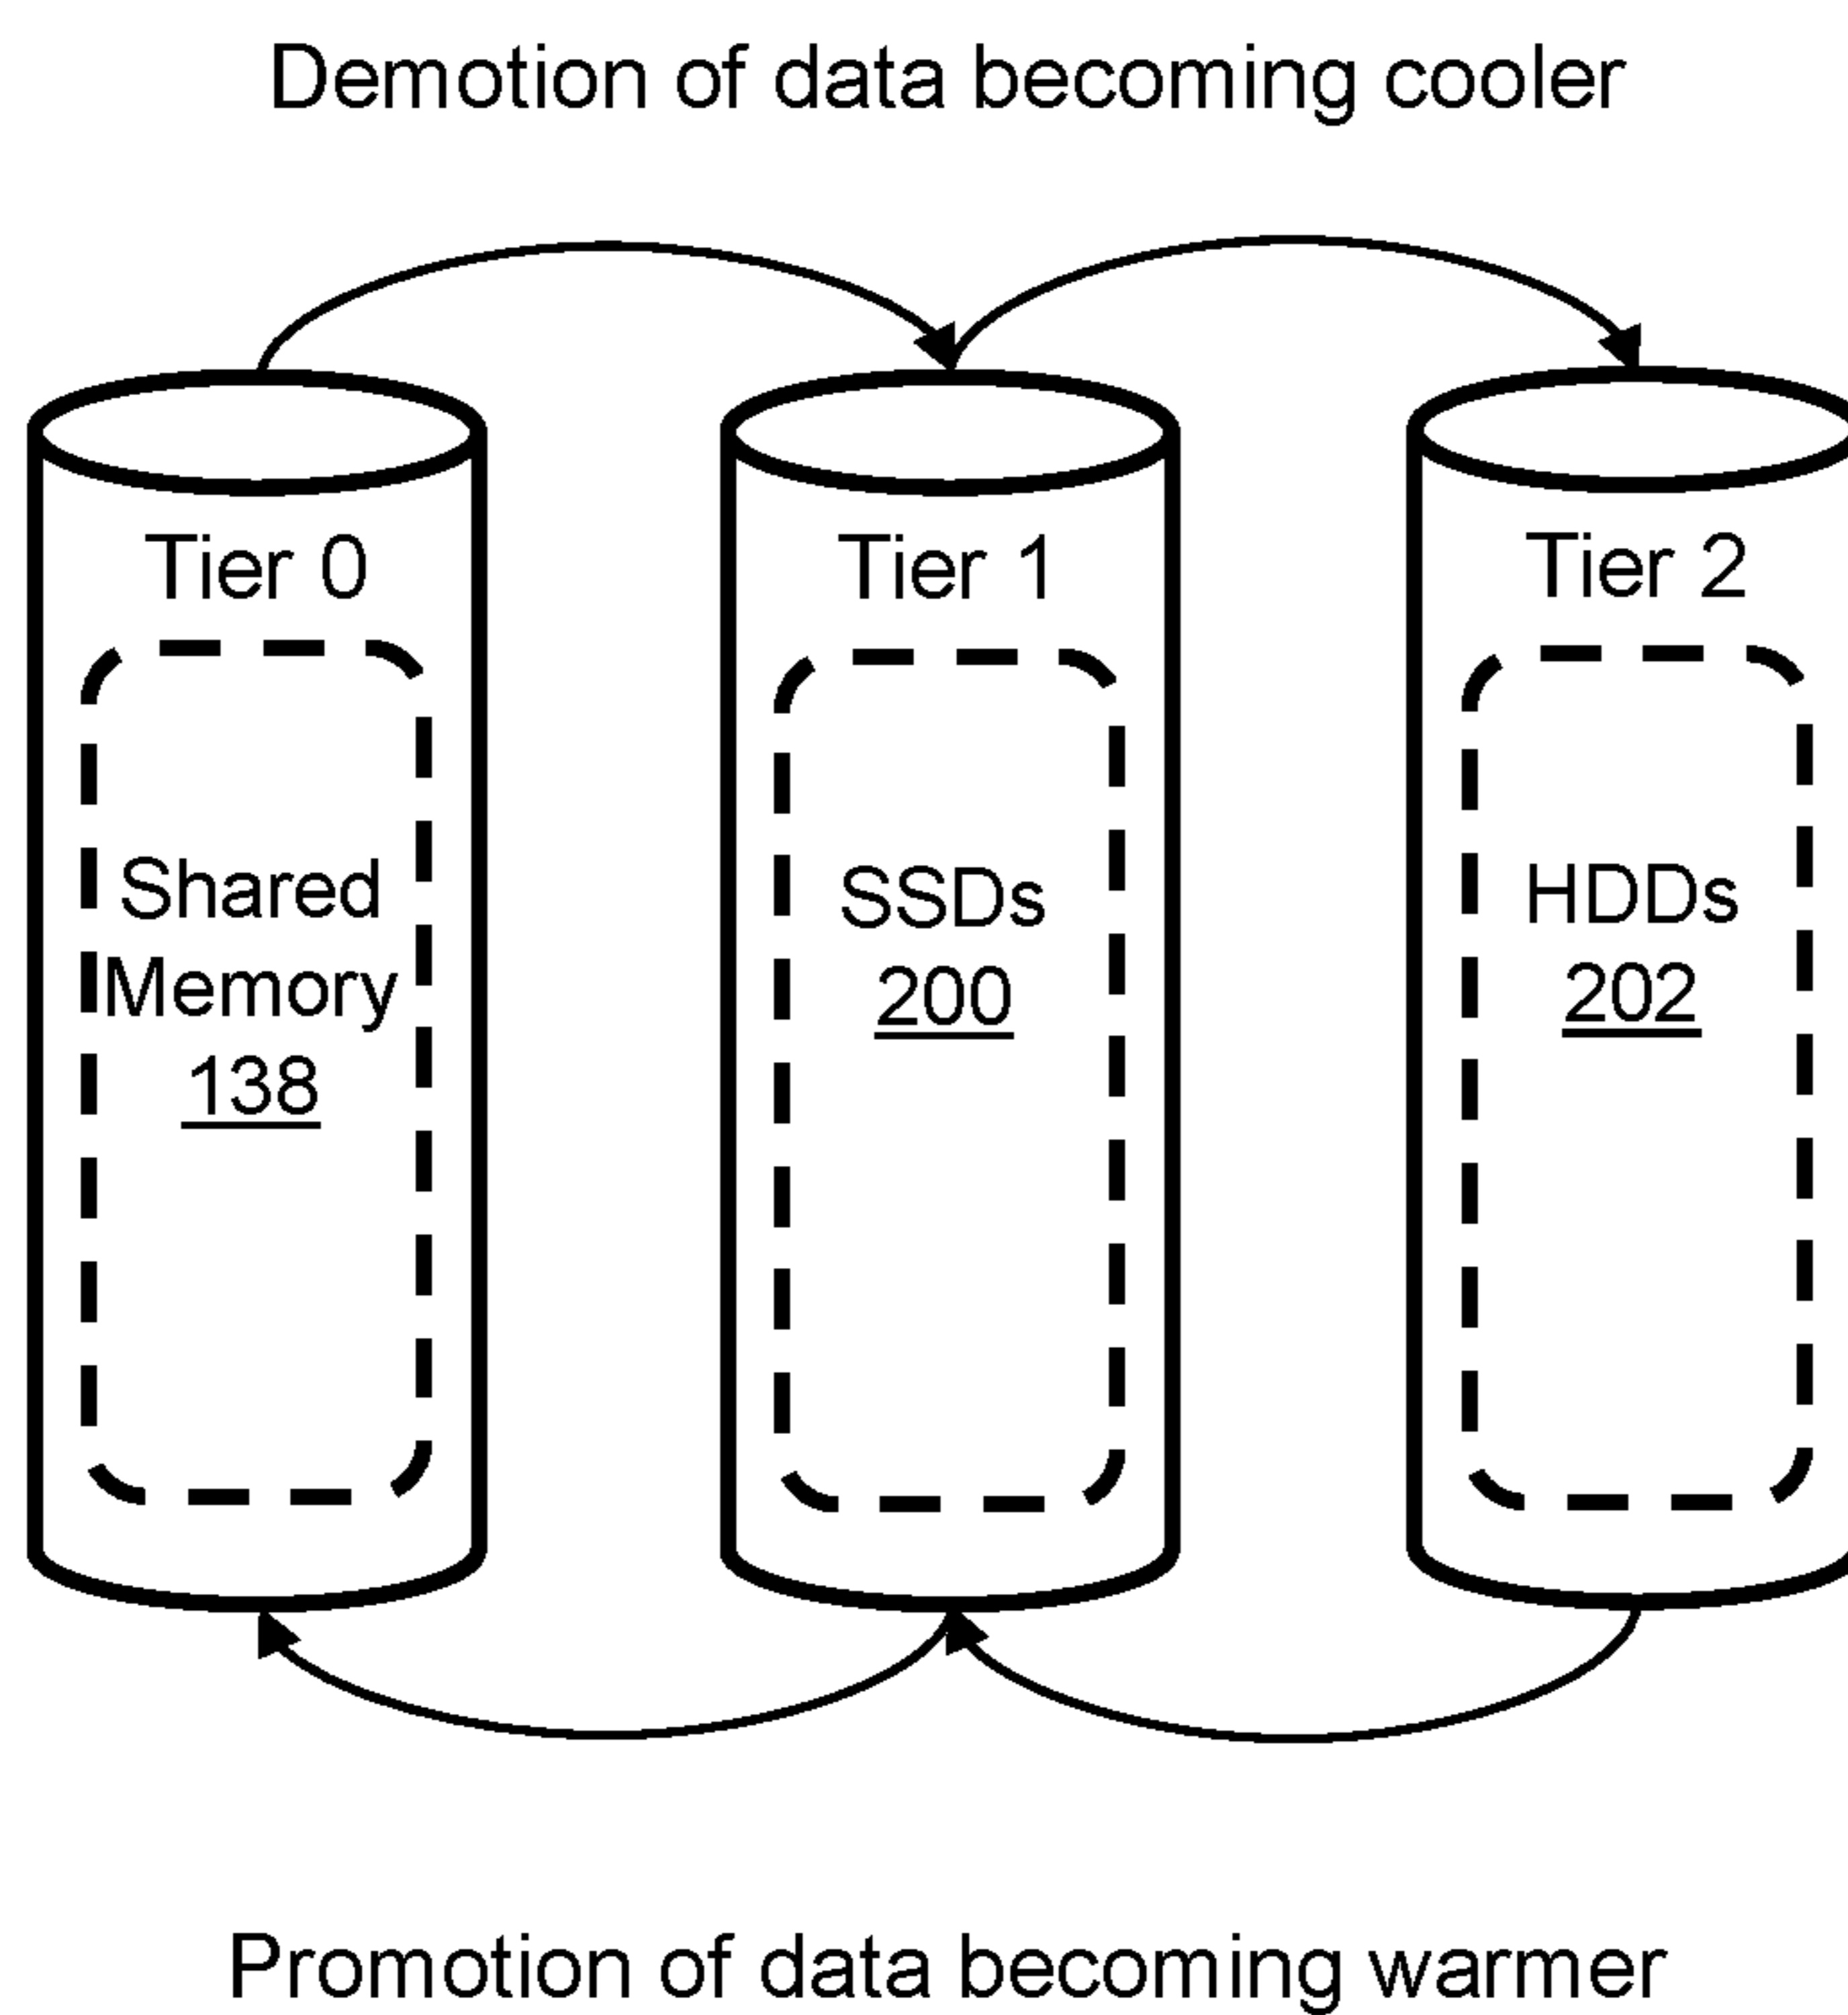 Demotion of data becoming cooler
Tier 0
Shared
Memory
138
Tier 1
SSDs
200
Tier 2
HDDs
202
Promotion of data becoming warmer